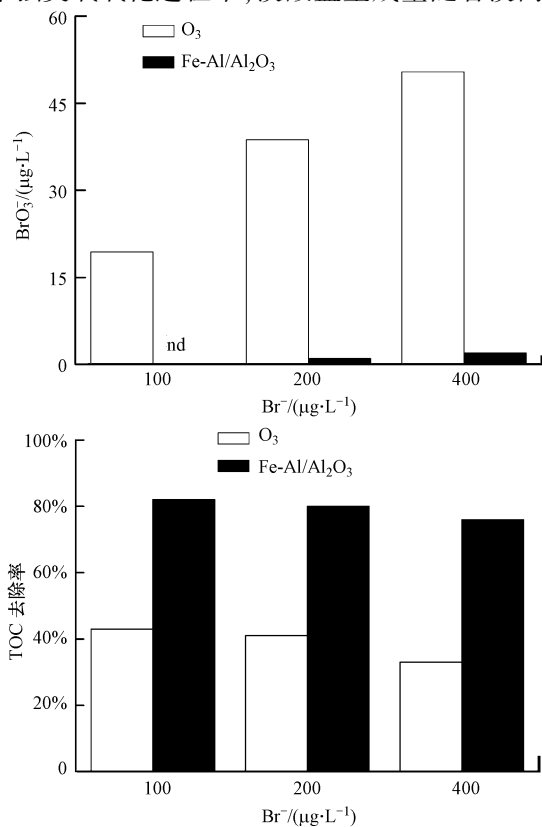 60
O₃
Fe-Al/Al₂O₃
45
30
15
0
BrO₃⁻/(μg·L⁻¹)
nd
100 200 400
Br⁻/(μg·L⁻¹)
100%
O₃
Fe-Al/Al₂O₃
80%
60%
40%
20%
0
TOC 去除率
100 200 400
Br⁻/(μg·L⁻¹)